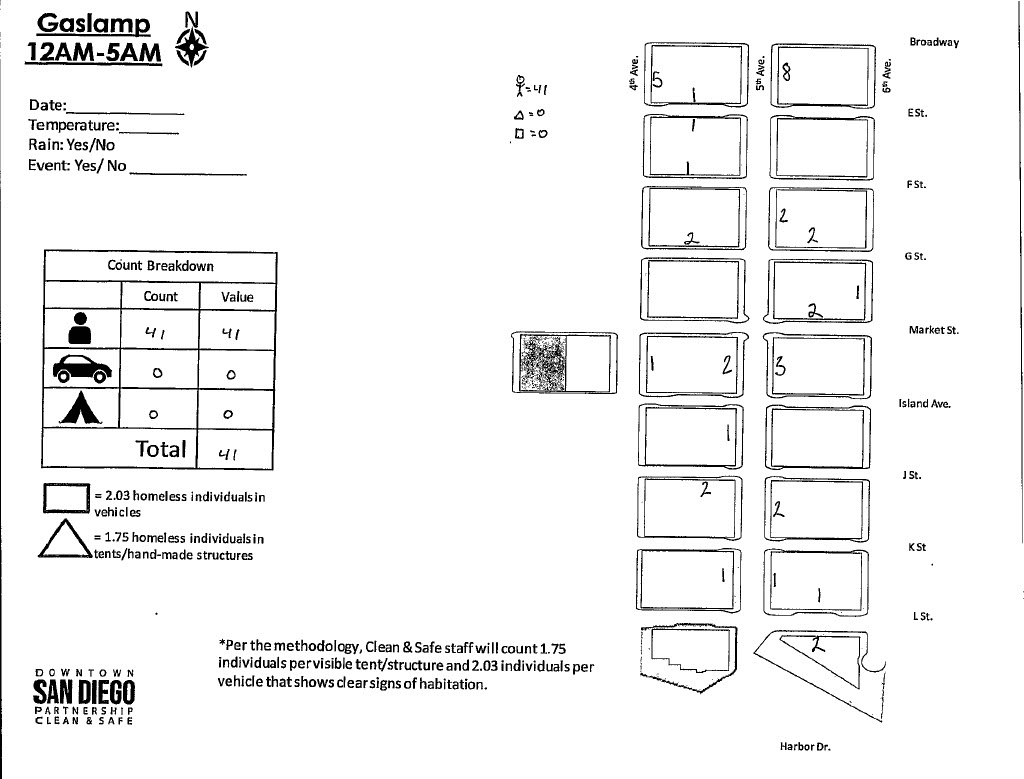 Gaslamp
12AM-5AM
N
Date:
Temperature:
Rain: Yes/No
Event: Yes/ No
=41
=0
=0
4th Ave.
5th Ave.
6th Ave.
Broadway
5
1
8
E St.
1
1
F St.
2
2
2
G St.
1
2
Market St.
1
2
3
Island Ave.
1
J St.
2
2
K St
1
1
1
L St.
2
Harbor Dr.
Count Breakdown
Count Value
41 41
0 0
0 0
Total 41
= 2.03 homeless individuals in
vehicles
= 1.75 homeless individuals in
tents/hand-made structures
*Per the methodology, Clean & Safe staff will count 1.75
individuals per visible tent/structure and 2.03 individuals per
vehicle that shows clear signs of habitation.
DOWNTOWN
SAN DIEGO
PARTNERSHIP
CLEAN & SAFE